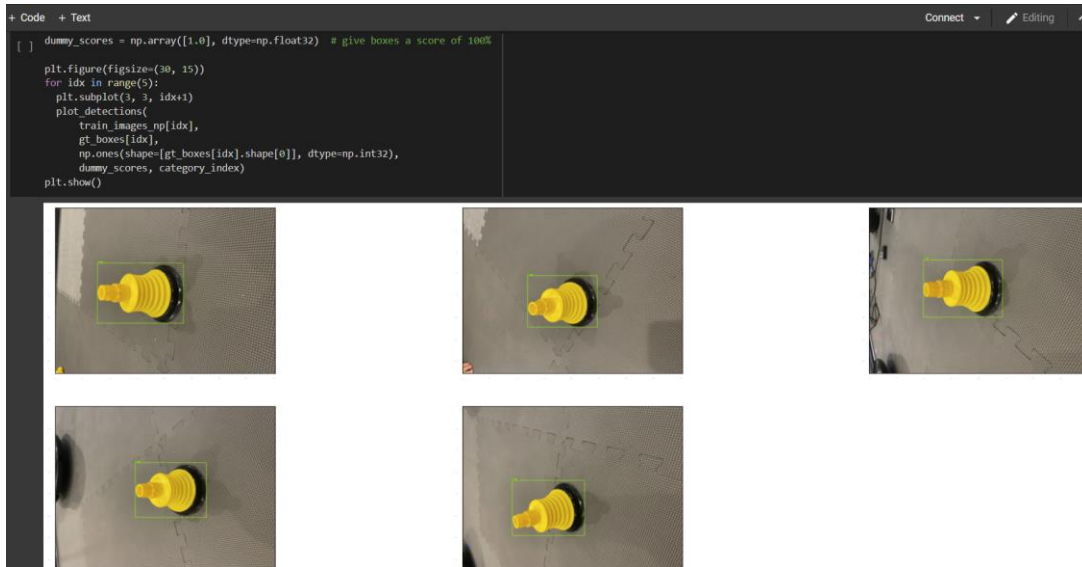 + Code + Text Connect Editing
[ ] dummy_scores = np.array([1.0], dtype=np.float32)  # give boxes a score of 100%
plt.figure(figsize=(30, 15))
for idx in range(5):
  plt.subplot(3, 3, idx+1)
  plot_detections(
      train_images_np[idx],
      gt_boxes[idx],
      np.ones(shape=[gt_boxes[idx].shape[0]], dtype=np.int32),
      dummy_scores, category_index)
plt.show()